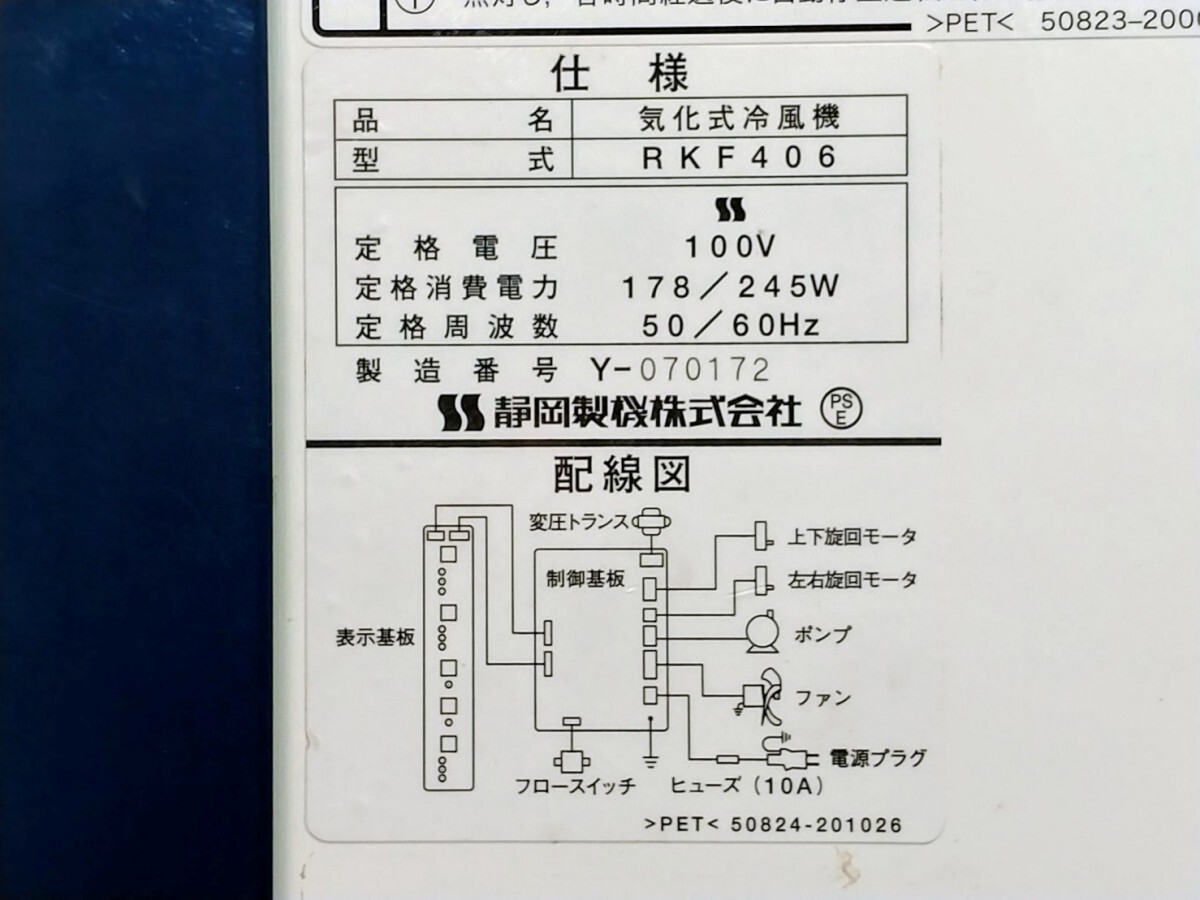 >PET< 50823-200
仕様
品名 気化式冷風機
型式 RKF406
定格電圧 100V
定格消費電力 178/245W
定格周波数 50/60Hz
製造番号 Y-070172
静岡製機株式会社 PSE
配線図
変圧トランス
上下旋回モータ
制御基板
左右旋回モータ
表示基板
ポンプ
ファン
電源プラグ
フロースイッチ ヒューズ(10A)
>PET< 50824-201026